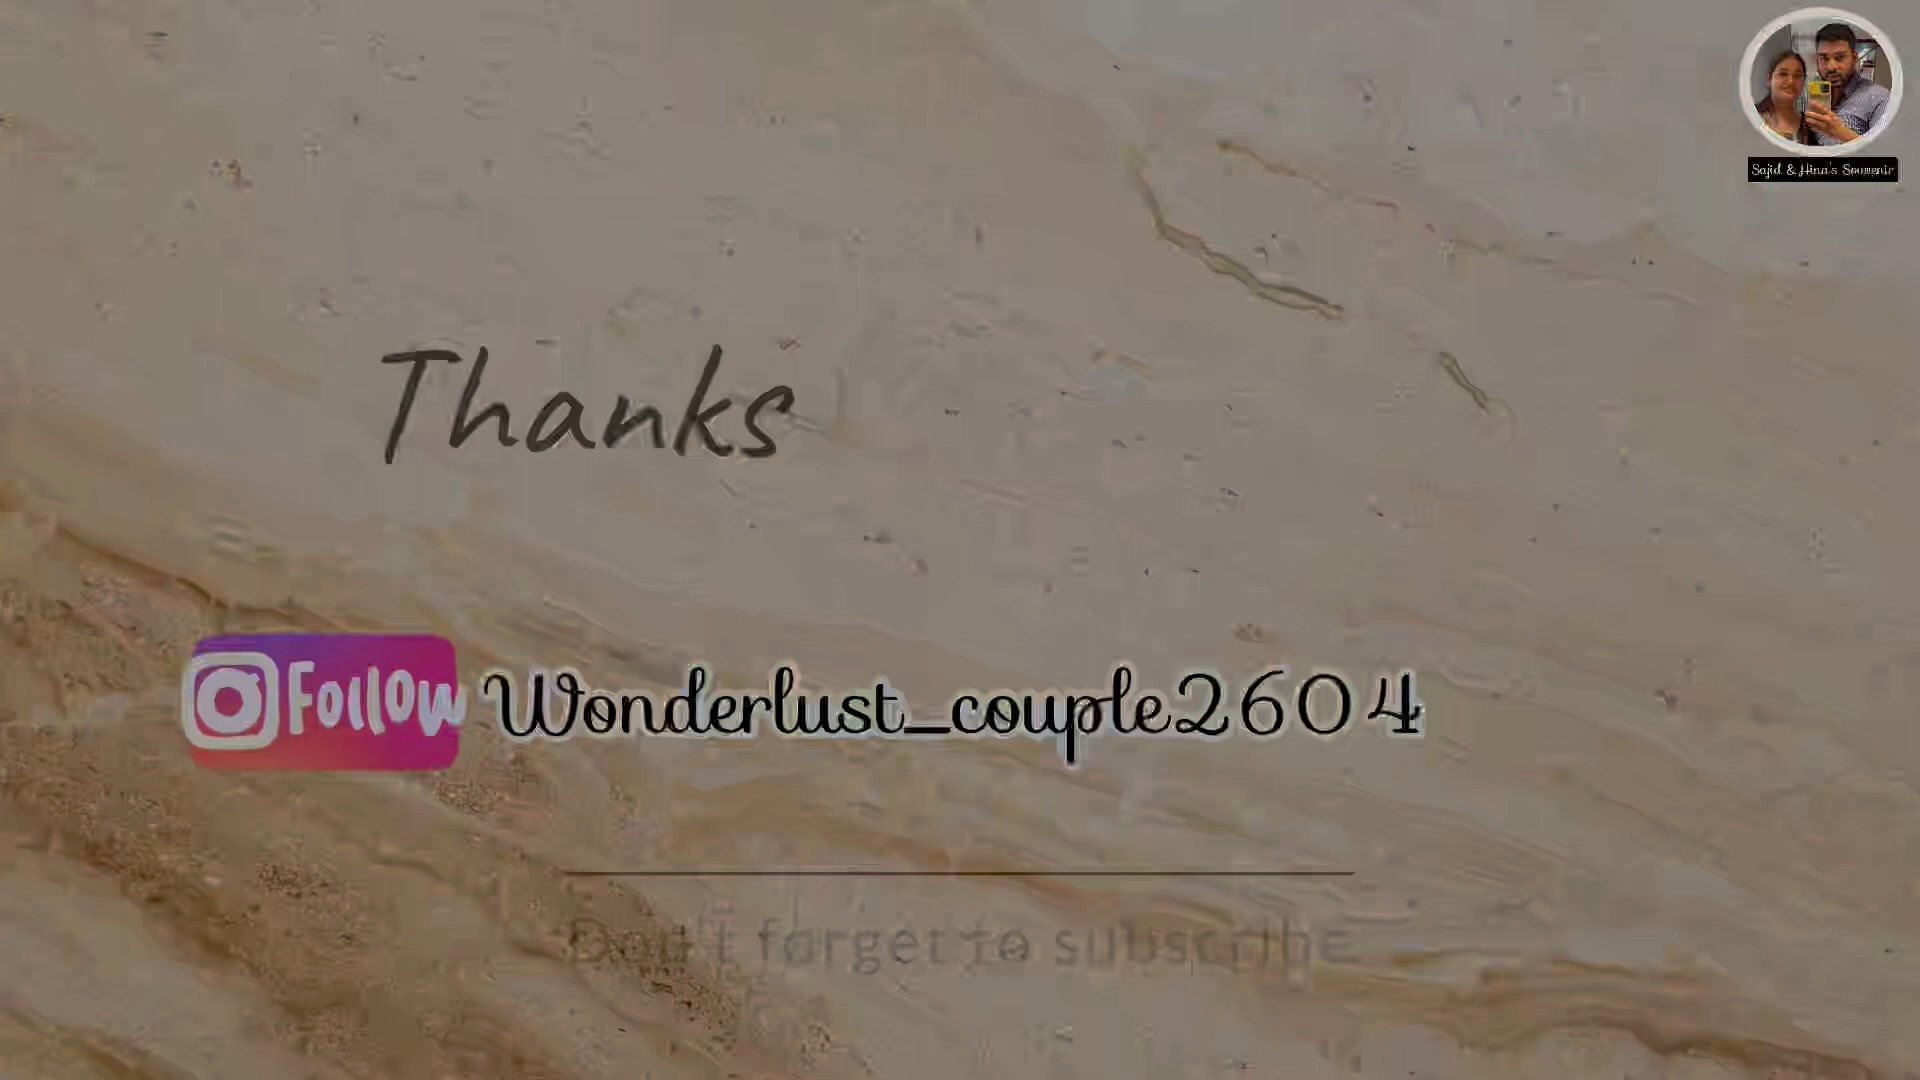 Sajid & Hina's Souvenir
Thanks
Follow Wonderlust_couple2604
Don't forget to subscribe